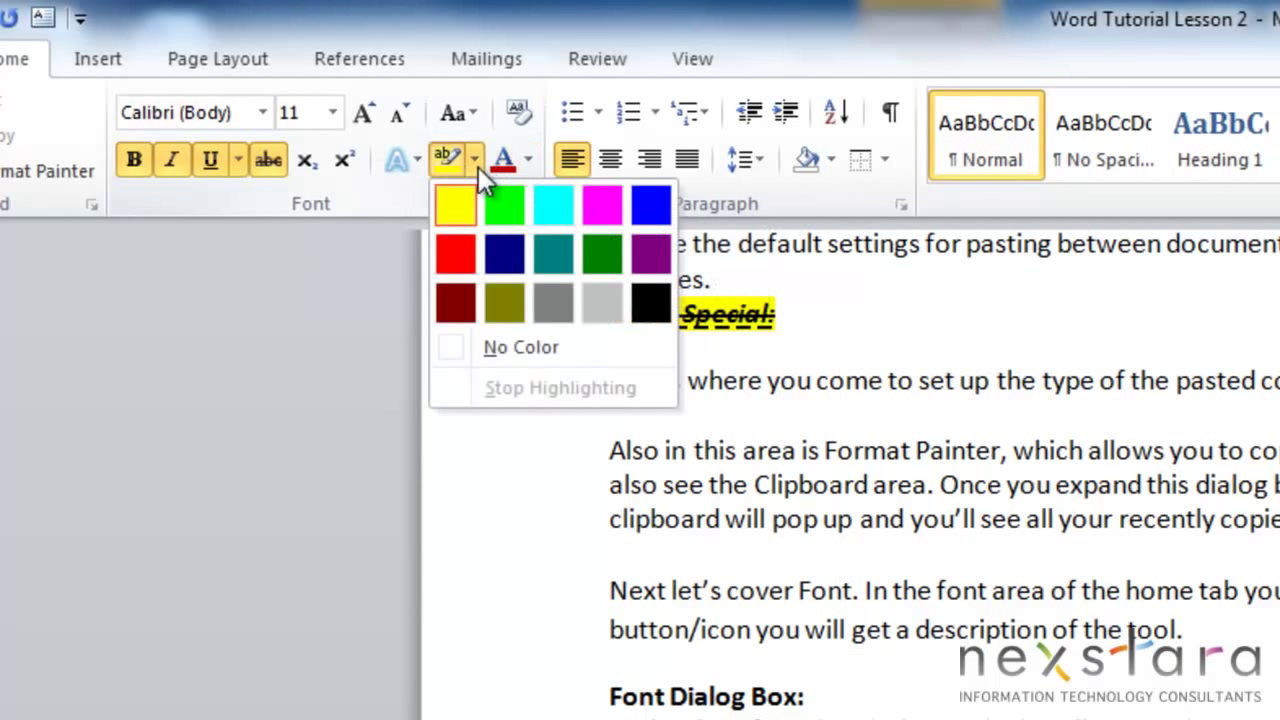 Word Tutorial Lesson 2 - M
ome
Insert
Page Layout
References
Mailings
Review
View
Calibri (Body)
11
AaBbCcDc
AaBbCcDc
AaBbCc
¶ Normal
¶ No Spaci...
Heading 1
rmat Painter
Font
Paragraph
e the default settings for pasting between document
es.
Special:
No Color
Stop Highlighting
where you come to set up the type of the pasted co
Also in this area is Format Painter, which allows you to cop
also see the Clipboard area. Once you expand this dialog b
clipboard will pop up and you’ll see all your recently copie
Next let’s cover Font. In the font area of the home tab you
button/icon you will get a description of the tool.
nexstara
INFORMATION TECHNOLOGY CONSULTANTS
Font Dialog Box: